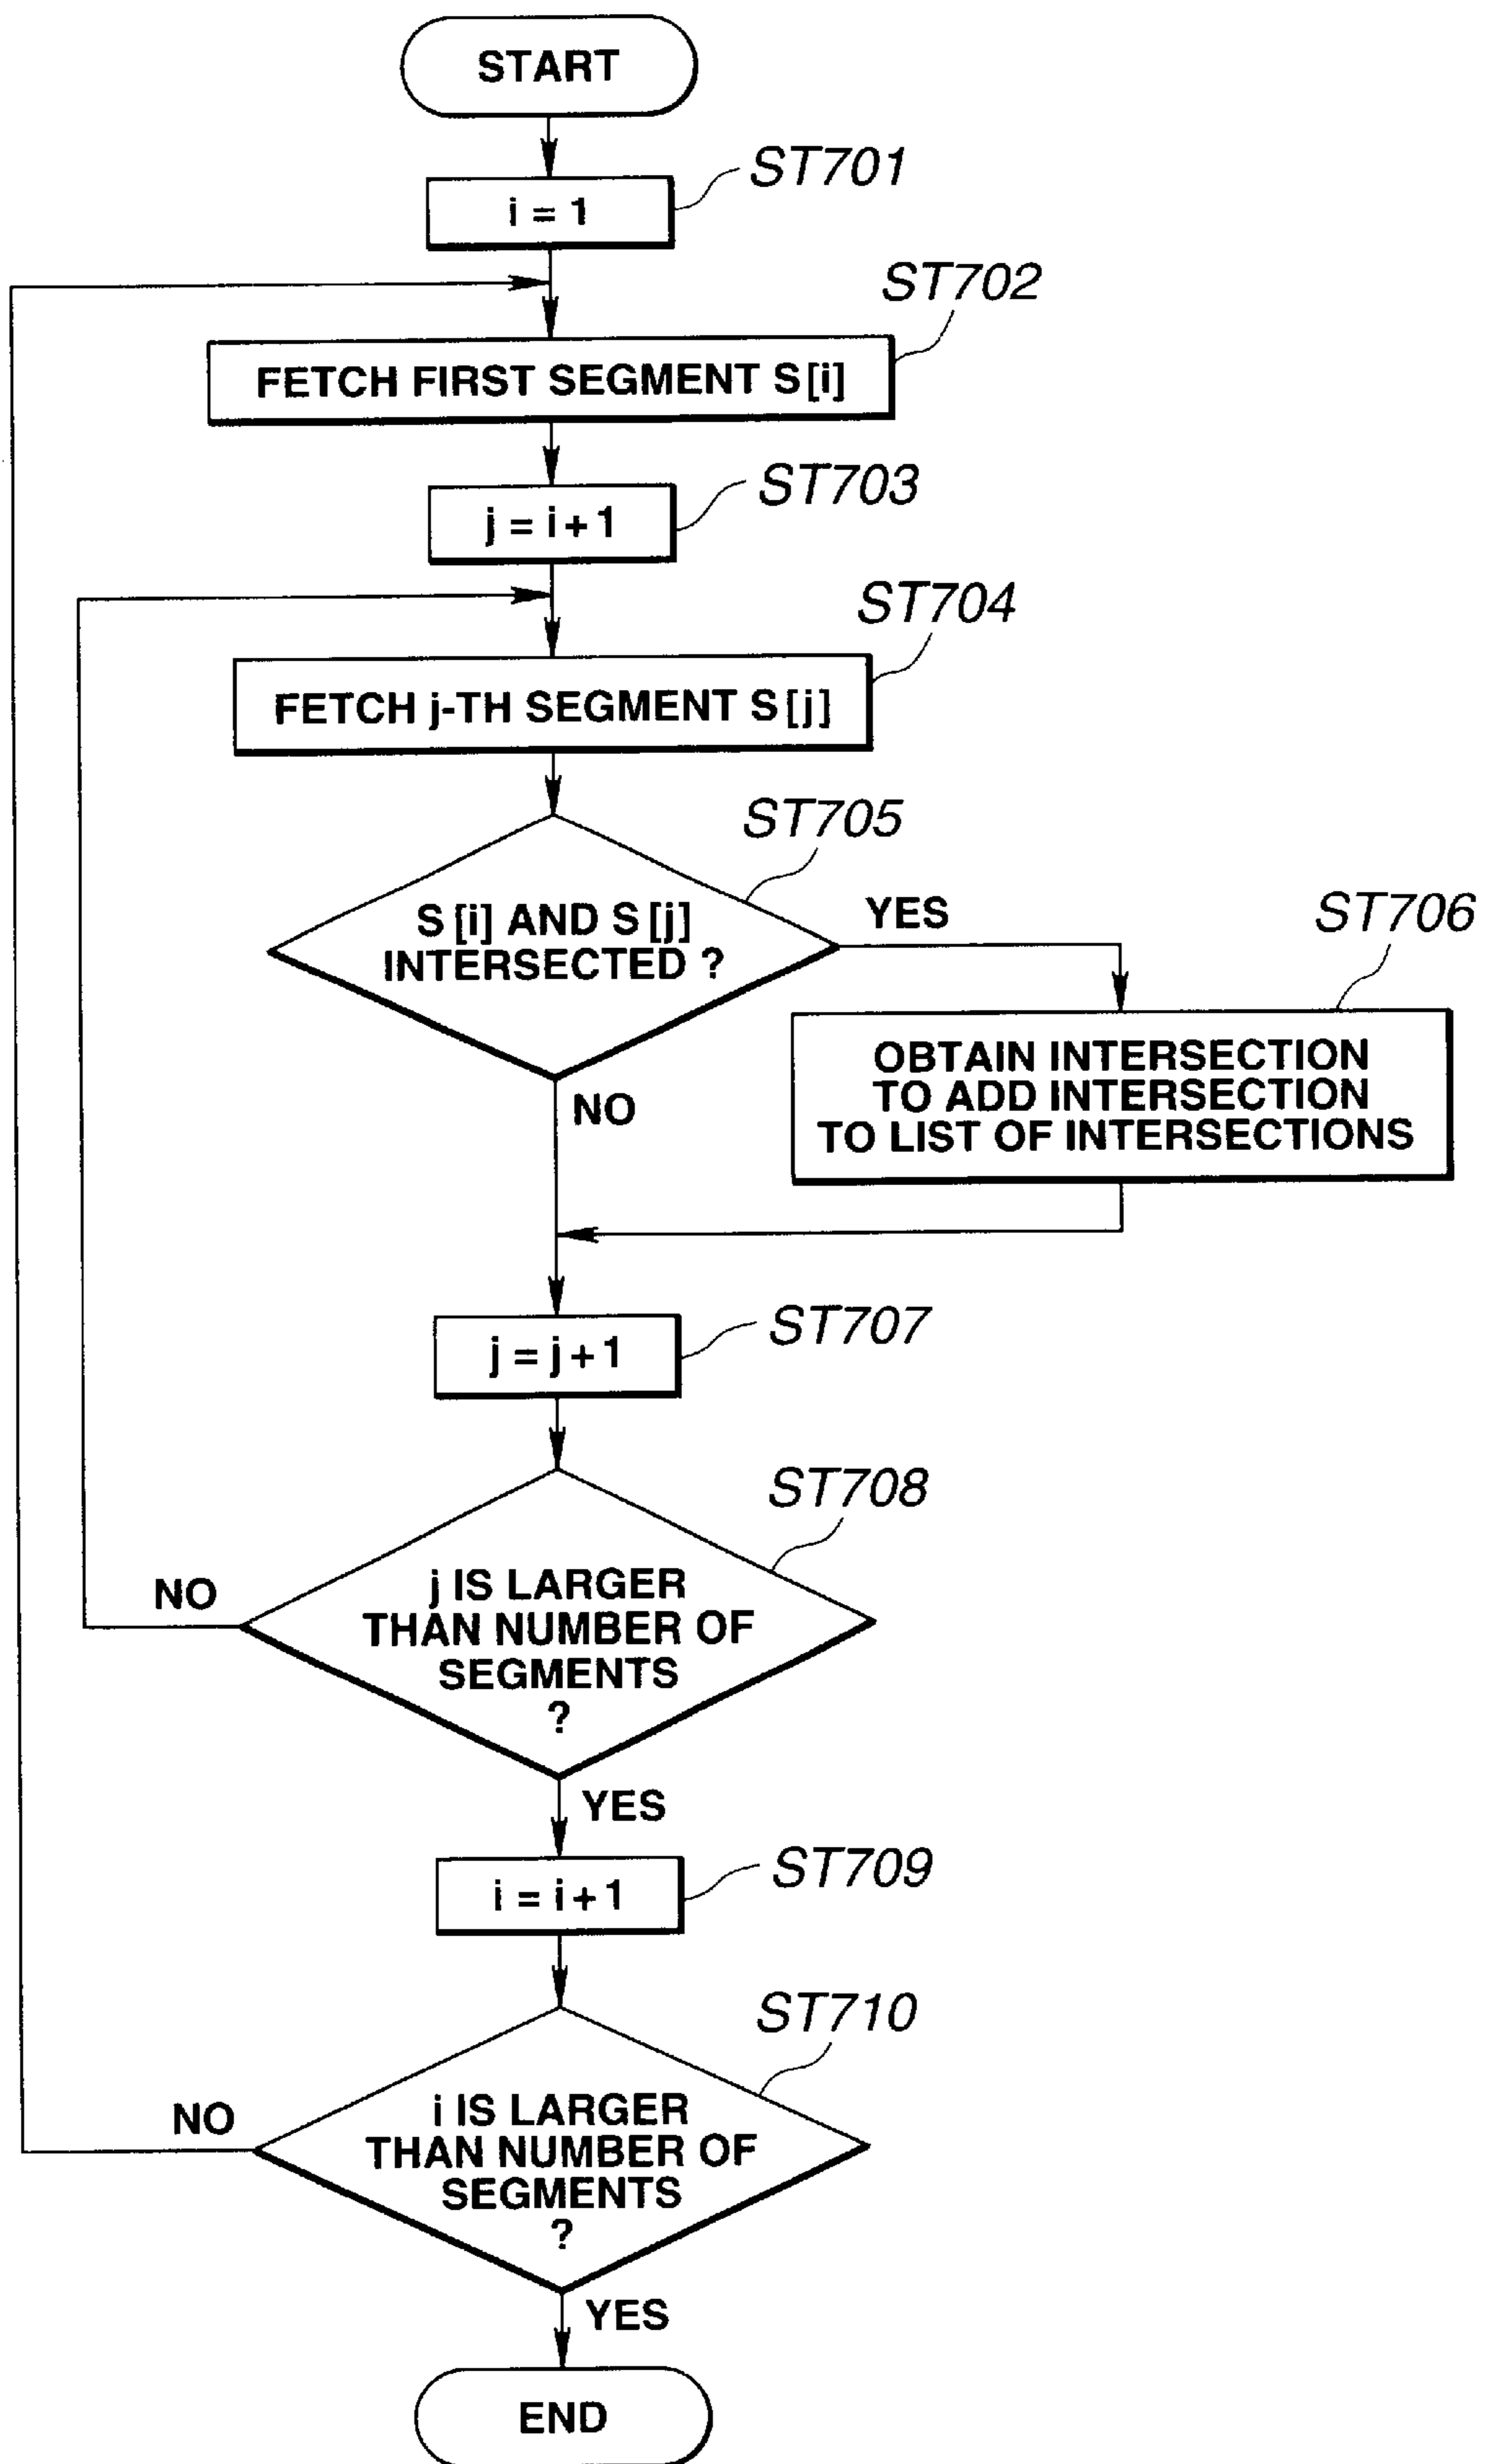 START
ST701
i = 1
ST702
FETCH FIRST SEGMENT S[i]
ST703
j = i+1
ST704
FETCH j-TH SEGMENT S[j]
ST705
S[i] AND S[j]
INTERSECTED ?
YES
ST706
OBTAIN INTERSECTION
TO ADD INTERSECTION
TO LIST OF INTERSECTIONS
NO
ST707
j = j+1
ST708
j IS LARGER
THAN NUMBER OF
SEGMENTS
?
NO
YES
ST709
i = i+1
ST710
i IS LARGER
THAN NUMBER OF
SEGMENTS
?
NO
YES
END